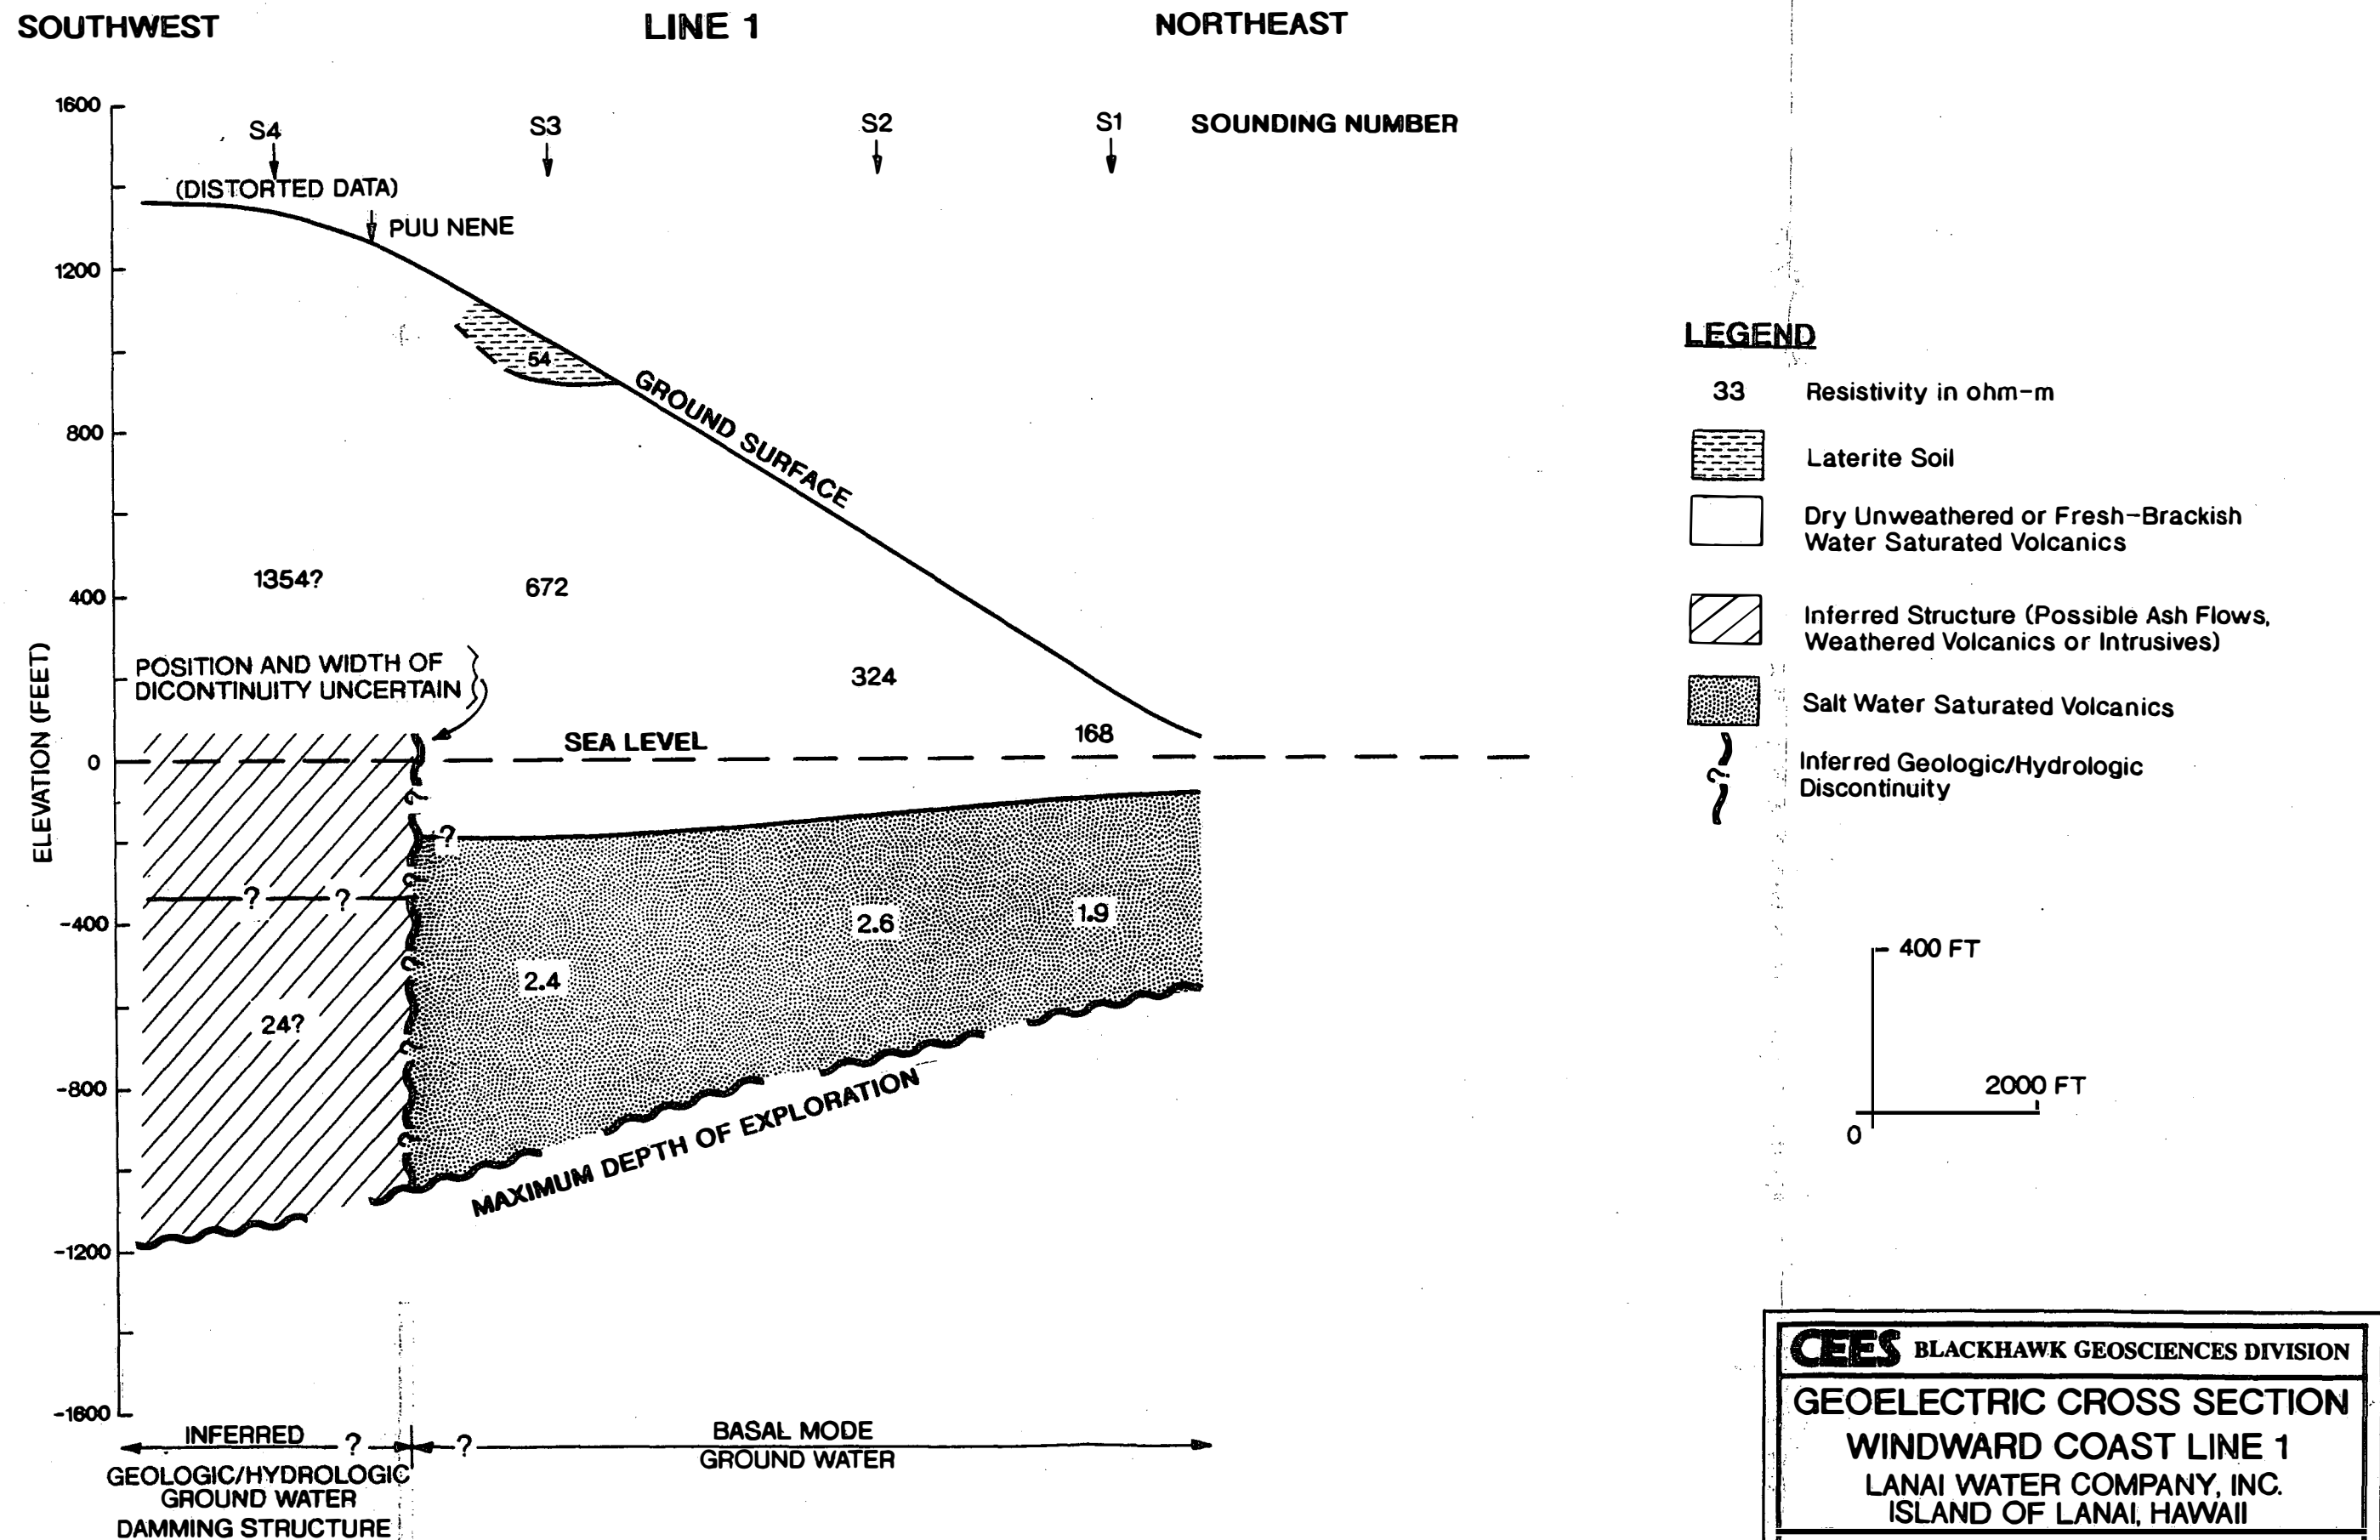 SOUTHWEST
LINE 1
NORTHEAST
1600
S4
S3
S2
S1
SOUNDING NUMBER
(DISTORTED DATA)
PUU NENE
1200
54
GROUND SURFACE
800
1354?
672
400
324
POSITION AND WIDTH OF
DICONTINUITY UNCERTAIN
168
SEA LEVEL
0
ELEVATION (FEET)
?
?
?
?
?
-400
2.6
1.9
?
2.4
24?
?
-800
MAXIMUM DEPTH OF EXPLORATION
?
-1200
-1600
INFERRED
?
?
BASAL MODE
GROUND WATER
GEOLOGIC/HYDROLOGIC
GROUND WATER
DAMMING STRUCTURE
LEGEND
33
Resistivity in ohm-m
Laterite Soil
Dry Unweathered or Fresh-Brackish
Water Saturated Volcanics
Inferred Structure (Possible Ash Flows,
Weathered Volcanics or Intrusives)
Salt Water Saturated Volcanics
?
Inferred Geologic/Hydrologic
Discontinuity
400 FT
2000 FT
0
CEES BLACKHAWK GEOSCIENCES DIVISION
GEOELECTRIC CROSS SECTION
WINDWARD COAST LINE 1
LANAI WATER COMPANY, INC.
ISLAND OF LANAI, HAWAII